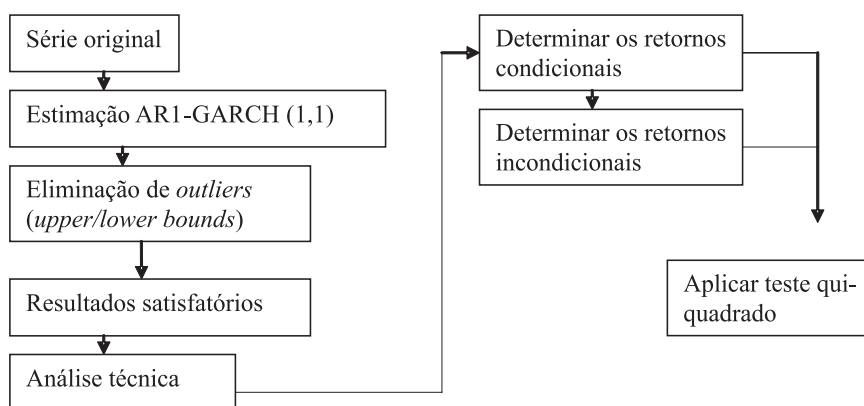 Série original
Estimação AR1-GARCH (1,1)
Eliminação de outliers
(upper/lower bounds)
Resultados satisfatórios
Análise técnica
Determinar os retornos
condicionais
Determinar os retornos
incondicionais
Aplicar teste qui-
quadrado